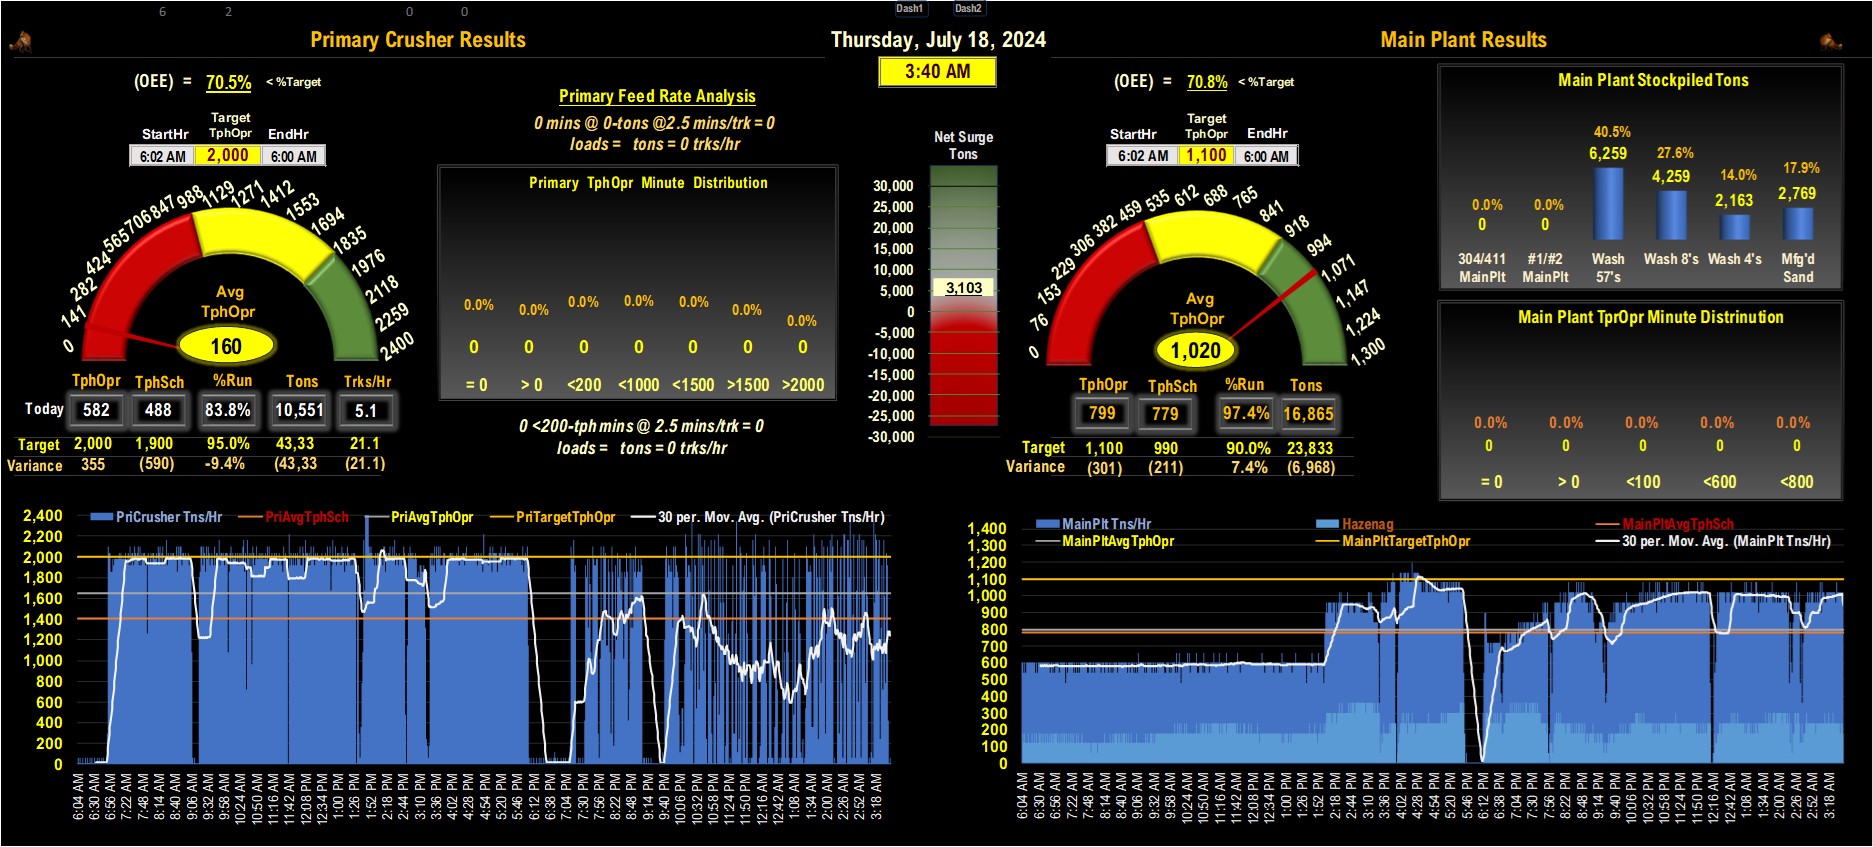 6 2 0 0 Dash1 Dash2
Primary Crusher Results
(OEE) = 70.5% < %Target
StartHr Target TphOpr EndHr
6:02 AM 2,000 6:00 AM
0 141 282 424 565 706 847 988 1129 1271 1412 1553 1694 1835 1976 2118 2259 2400
Avg
TphOpr
160
TphOpr TphSch %Run Tons Trks/Hr
Today 582 488 83.8% 10,551 5.1
Target 2,000 1,900 95.0% 43,33 21.1
Variance 355 (590) -9.4% (43,33 (21.1)
Primary Feed Rate Analysis
0 mins @ 0-tons @2.5 mins/trk = 0
loads = tons = 0 trks/hr
Primary TphOpr Minute Distribution
0.0% 0.0% 0.0% 0.0% 0.0% 0.0% 0.0%
0 0 0 0 0 0 0
= 0 > 0 <200 <1000 <1500 >1500 >2000
0 <200-tph mins @ 2.5 mins/trk = 0
loads = tons = 0 trks/hr
Thursday, July 18, 2024
3:40 AM
Net Surge
Tons
30,000
25,000
20,000
15,000
10,000
5,000
3,103
0
-5,000
-10,000
-15,000
-20,000
-25,000
-30,000
Main Plant Results
(OEE) = 70.8% < %Target
StartHr Target TphOpr EndHr
6:02 AM 1,100 6:00 AM
0 76 153 229 306 382 459 535 612 688 765 841 918 994 1,071 1,147 1,224 1,300
Avg
TphOpr
1,020
TphOpr TphSch %Run Tons
799 779 97.4% 16,865
Target 1,100 990 90.0% 23,833
Variance (301) (211) 7.4% (6,968)
Main Plant Stockpiled Tons
0.0% 0.0% 40.5% 27.6% 14.0% 17.9%
0 0 6,259 4,259 2,163 2,769
304/411 #1/#2 Wash Wash 8's Wash 4's Mfg'd
MainPlt MainPlt 57's Sand
Main Plant TprOpr Minute Distrinution
0.0% 0.0% 0.0% 0.0% 0.0%
0 0 0 0 0
= 0 > 0 <100 <600 <800
PriCrusher Tns/Hr PriAvgTphSch PriAvgTphOpr PriTargetTphOpr 30 per. Mov. Avg. (PriCrusher Tns/Hr)
2,400
2,200
2,000
1,800
1,600
1,400
1,200
1,000
800
600
400
200
0
6:04 AM 6:30 AM 6:56 AM 7:22 AM 7:48 AM 8:14 AM 8:40 AM 9:06 AM 9:32 AM 9:58 AM 10:24 AM 10:50 AM 11:16 AM 11:42 AM 12:08 PM 12:34 PM 1:00 PM 1:26 PM 1:52 PM 2:18 PM 2:44 PM 3:10 PM 3:36 PM 4:02 PM 4:28 PM 4:54 PM 5:20 PM 5:46 PM 6:12 PM 6:38 PM 7:04 PM 7:30 PM 7:56 PM 8:22 PM 8:48 PM 9:14 PM 9:40 PM 10:06 PM 10:32 PM 10:58 PM 11:24 PM 11:50 PM 12:16 AM 12:42 AM 1:08 AM 1:34 AM 2:00 AM 2:26 AM 2:52 AM 3:18 AM
MainPlt Tns/Hr Hazenag MainPltAvgTphSch
MainPltAvgTphOpr MainPltTargetTphOpr 30 per. Mov. Avg. (MainPlt Tns/Hr)
1,400
1,300
1,100
1,000
900
800
700
600
500
400
300
200
100
0
6:04 AM 6:30 AM 6:56 AM 7:22 AM 7:48 AM 8:14 AM 8:40 AM 9:06 AM 9:32 AM 9:58 AM 10:24 AM 10:50 AM 11:16 AM 11:42 AM 12:08 PM 12:34 PM 1:00 PM 1:26 PM 1:52 PM 2:18 PM 2:44 PM 3:10 PM 3:36 PM 4:02 PM 4:28 PM 4:54 PM 5:20 PM 5:46 PM 6:12 PM 6:38 PM 7:04 PM 7:30 PM 7:56 PM 8:22 PM 8:48 PM 9:14 PM 9:40 PM 10:06 PM 10:32 PM 10:58 PM 11:24 PM 11:50 PM 12:16 AM 12:42 AM 1:08 AM 1:34 AM 2:00 AM 2:26 AM 2:52 AM 3:18 AM